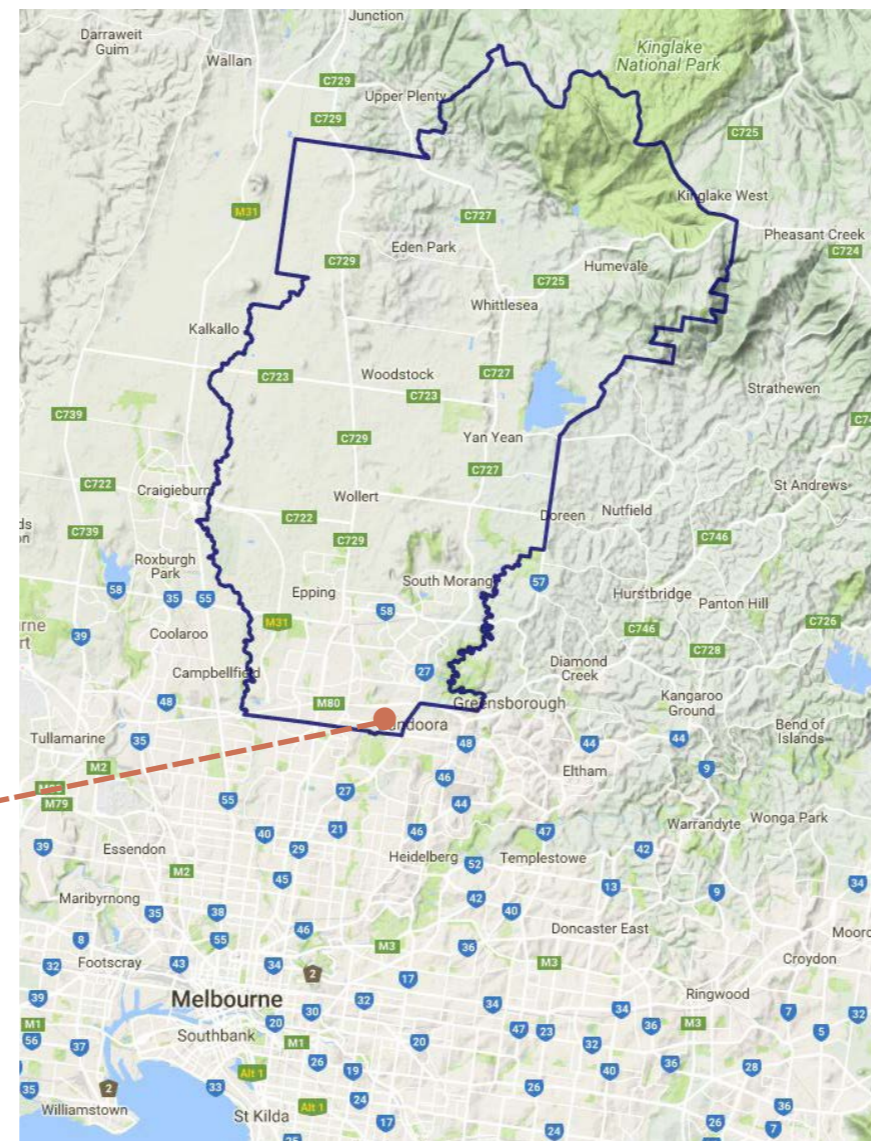 Junction
Darraweit
Guim
Wallan
Kinglake
National Park
C729
Upper Plenty
C729
C725
Kinglake West
M31
C727
Pheasant Creek
Eden Park
C724
C729
Humevale
C725
Whittlesea
Kalkallo
C723
Woodstock
C727
C723
Strathewen
C739
C729
Yan Yean
C727
C722
Craigieburn
Wollert
St Andrews
C722
Doreen
Nutfield
C739
C729
C746
Roxburgh
Park
58
35
55
Epping
South Morang
57
58
Hurstbridge
Panton Hill
39
Coolaroo
M31
C746
C726
C728
Campbellfield
27
Diamond
Creek
48
M80
Greensborough
Kangaroo
Ground
Tullamarine
35
48
44
44
Bend of
Islands
M2
46
Eltham
9
M79
27
55
44
40
21
46
47
Warrandyte
Wonga Park
39
Essendon
29
Heidelberg
52
Templestowe
42
M2
45
13
9
34
Maribyrnong
42
35
38
40
8
55
46
M3
36
Doncaster East
32
Footscray
43
34
2
17
M3
Croydon
39
Melbourne
32
Ringwood
M1
20
30
34
34
7
32
56
37
Southbank
M1
20
47
23
36
M3
5
26
32
36
35
2
33
Alt 1
19
40
28
Williamstown
24
26
St Kilda
Alt 1
17
24
26
36
7